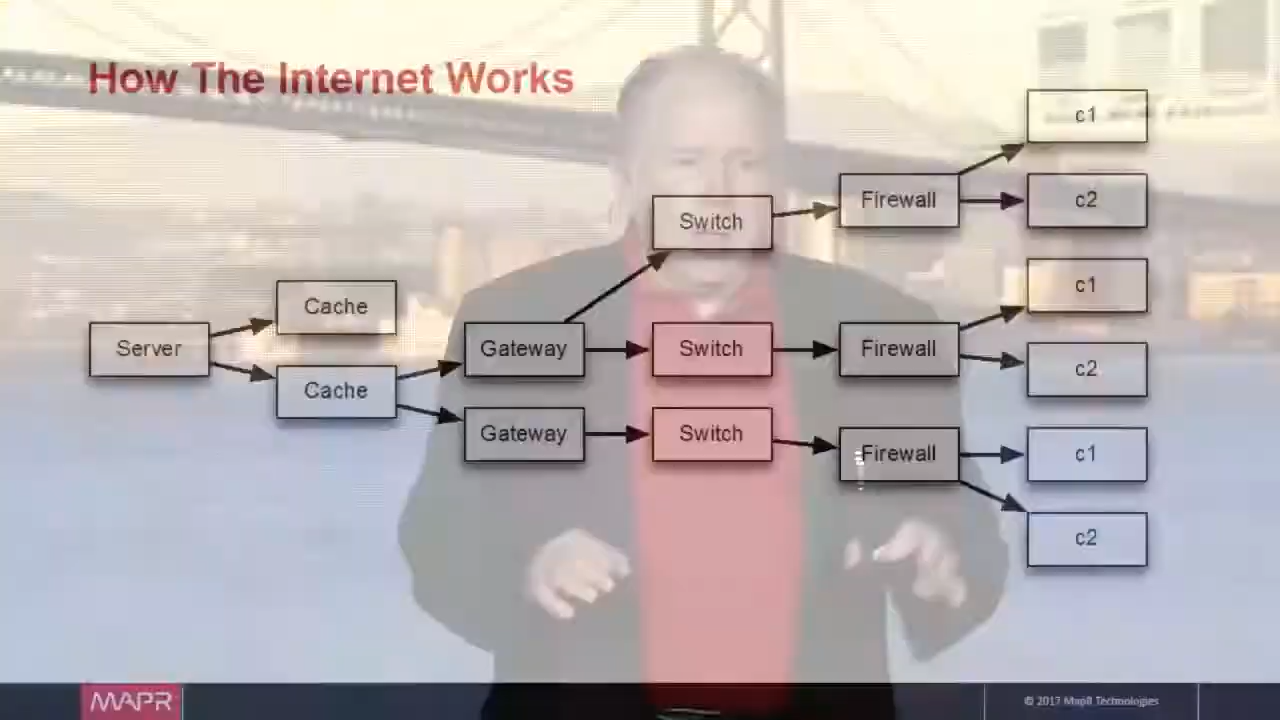 How The Internet Works
c1
Switch
Firewall
c2
Cache
c1
Server
Gateway
Switch
Firewall
c2
Cache
Gateway
Switch
Firewall
c1
c2
MAPR
© 2017 MapR Technologies